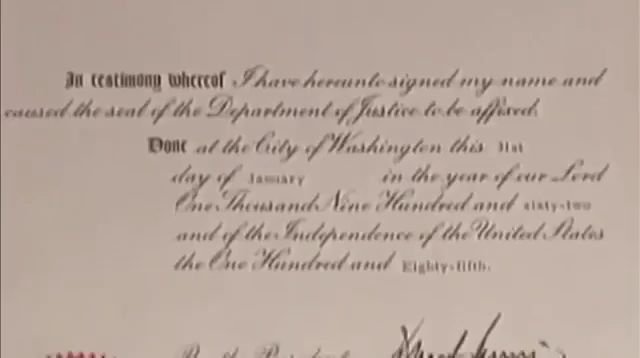 In testimony whereof I have hereunto signed my name and
caused the seal of the Department of Justice to be affixed.
Done at the City of Washington this 31st
day of January in the year of our Lord
One Thousand Nine Hundred and sixty-two
and of the Independence of the United States
the One Hundred and Eighty-fifth.